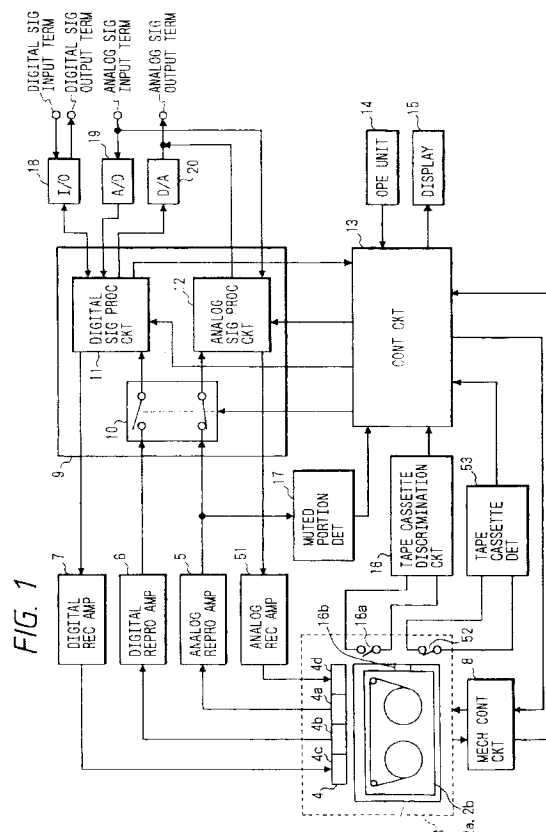 FIG. 1
DIGITAL SIG
INPUT TERM
DIGITAL SIG
OUTPUT TERM
ANALOG SIG
INPUT TERM
ANALOG SIG
OUTPUT TERM
18
I/O
19
A/D
D/A
20
14
OPE UNIT
15
DISPLAY
13
CONT CKT
DIGITAL
SIG PROC
CKT
11
12
ANALOG
SIG PROC
CKT
10
9
17
MUTED
PORTION
DET
16
TAPE CASSETTE
DISCRIMINATION
CKT
53
TAPE
CASSETTE
DET
7
DIGITAL
REC AMP
6
DIGITAL
REPRO AMP
5
ANALOG
REPRO AMP
51
ANALOG
REC AMP
16b
16a
52
4d
4a
4b
4c
4
8
MECH CONT
CKT
2a, 2b